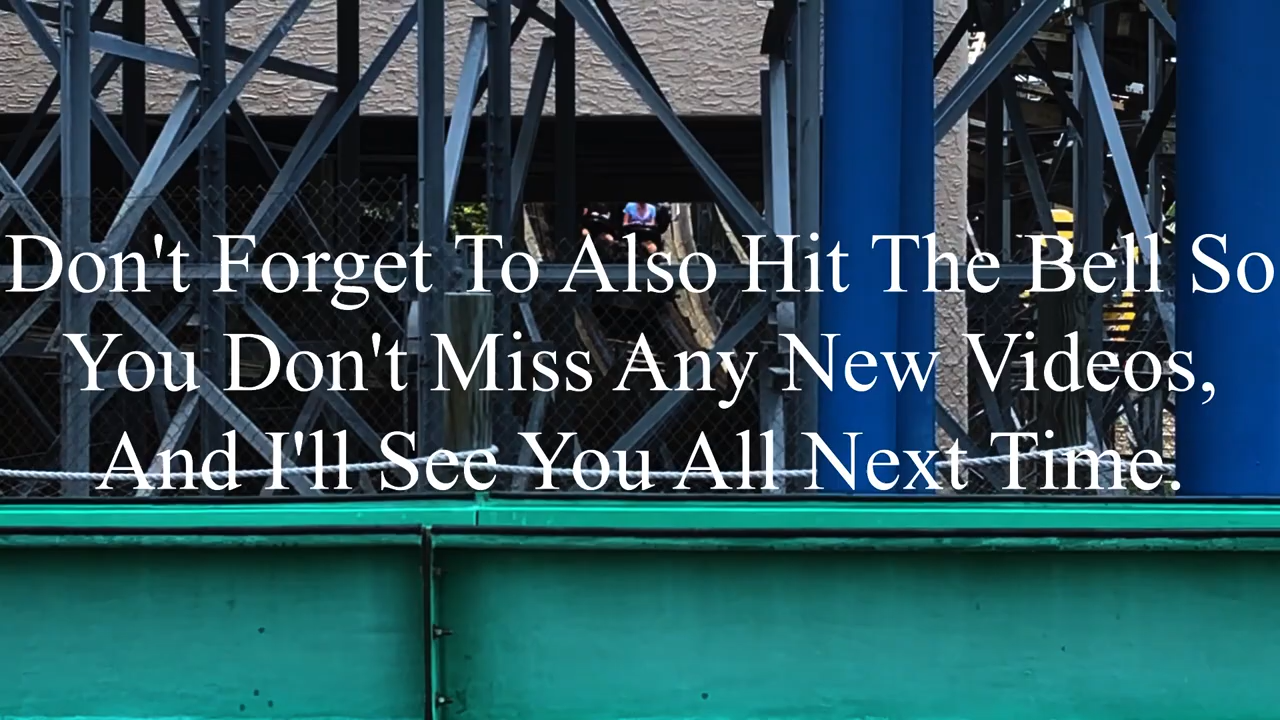 Don't Forget To Also Hit The Bell So
You Don't Miss Any New Videos,
And I'll See You All Next Time.